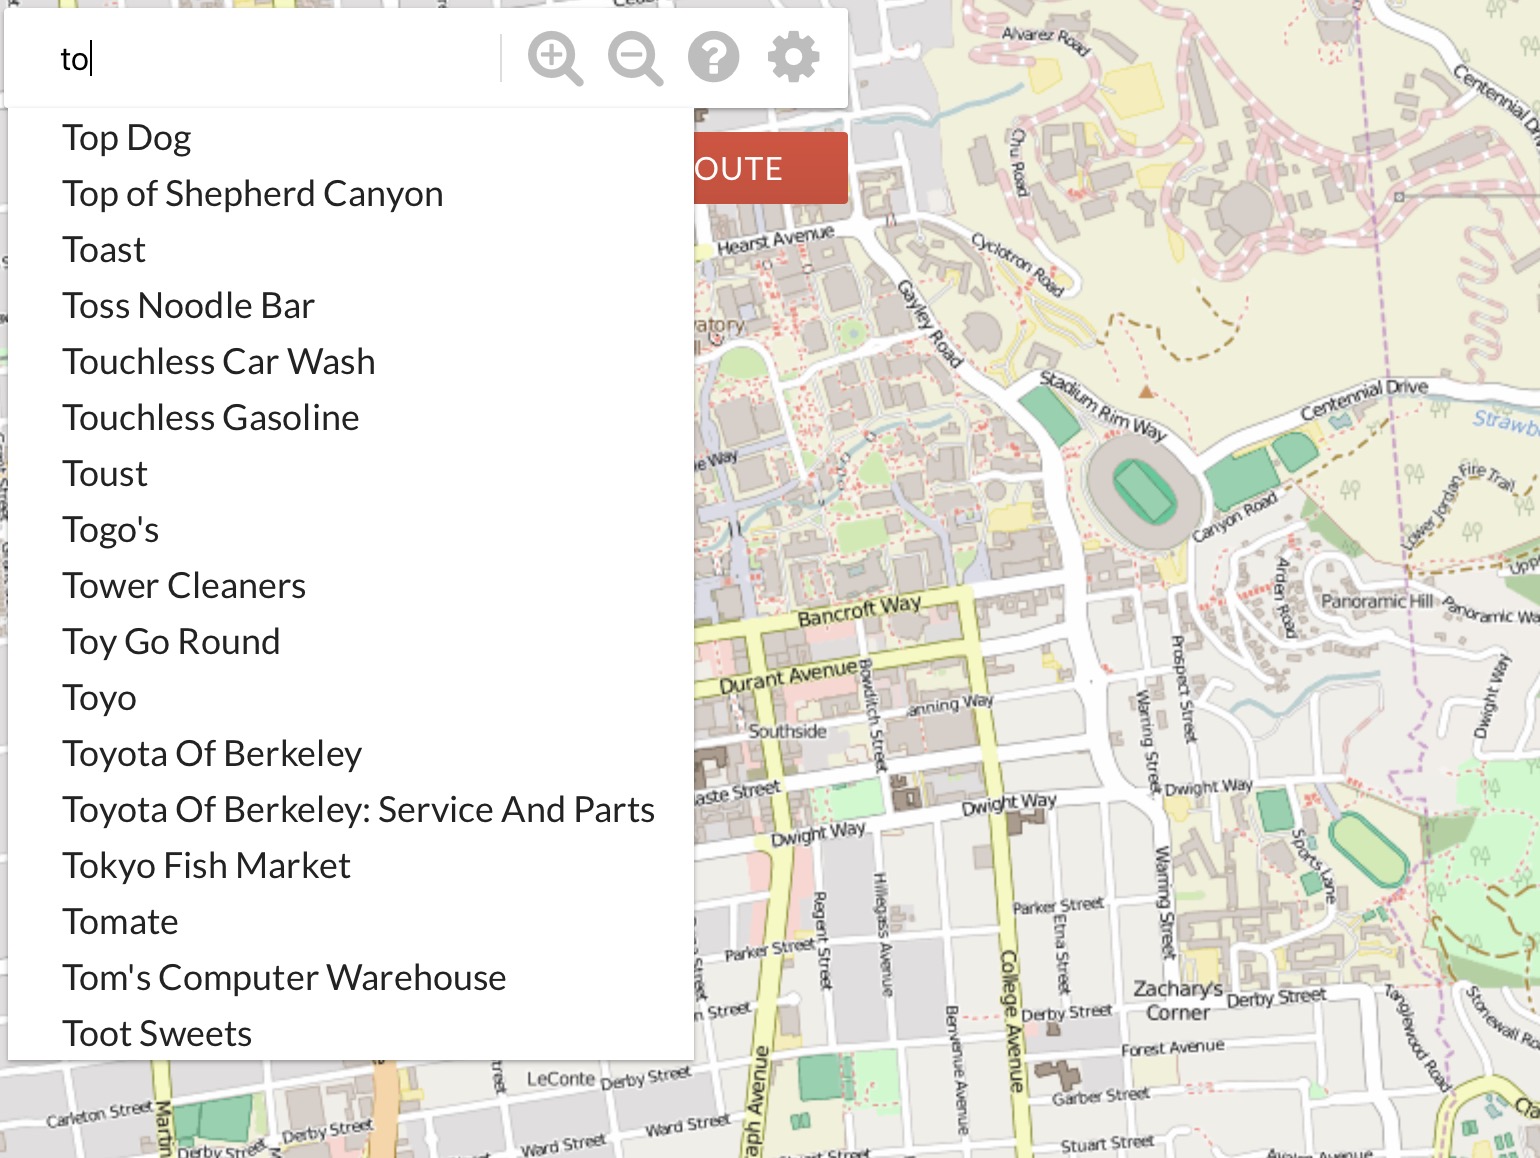 to
Top Dog
Top of Shepherd Canyon
Toast
Toss Noodle Bar
Touchless Car Wash
Touchless Gasoline
Toust
Togo's
Tower Cleaners
Toy Go Round
Toyo
Toyota Of Berkeley
Toyota Of Berkeley: Service And Parts
Tokyo Fish Market
Tomate
Tom's Computer Warehouse
Toot Sweets
OUTE
Alvarez Road
Centennial D
Chu Road
Hearst Avenue
Cyclotron Road
Gayley Road
vatory
Stadium Rim Way
Centennial Drive
Strawb
e Way
Canyon Road
Lower Jordan Fire Trail
Upp
Arden Road
Panoramic Hill
Panoramic Wa
Bancroft Way
Durant Avenue
Bowditch Street
anning Way
Southside
Prospect Street
Warring Street
Dwight Way
aste Street
Dwight Way
Dwight Way
Dwight Way
Sports Lane
Warring Street
Hillegass Avenue
Regent Street
Parker Street
Parker Street
Etna Street
College Avenue
Zachary's
Corner
Derby Street
Derby Street
n Street
Tanglewood Road
Stonewall Ro
Benvenue Avenue
Forest Avenue
LeConte
Derby Street
Garber Street
Carleton Street
Martin
Derby Street
Derby Street
Ward Street
Ward Street
aph Avenue
Stuart Street
Cla